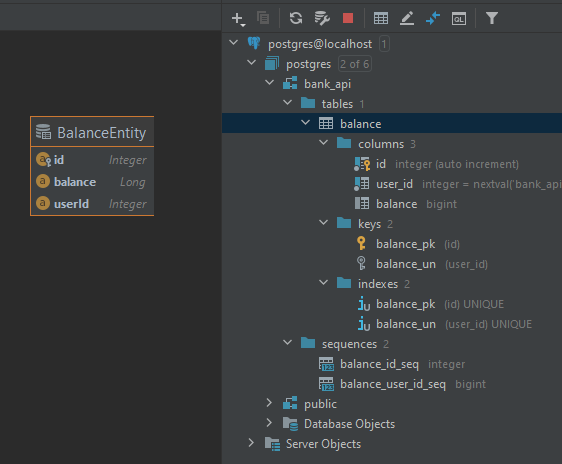 BalanceEntity
id Integer
balance Long
userId Integer
QL
postgres@localhost 1
postgres 2 of 6
bank_api
tables 1
balance
columns 3
id integer (auto increment)
user_id integer = nextval('bank_api
balance bigint
keys 2
balance_pk (id)
balance_un (user_id)
indexes 2
balance_pk (id) UNIQUE
balance_un (user_id) UNIQUE
sequences 2
balance_id_seq integer
balance_user_id_seq bigint
public
Database Objects
Server Objects